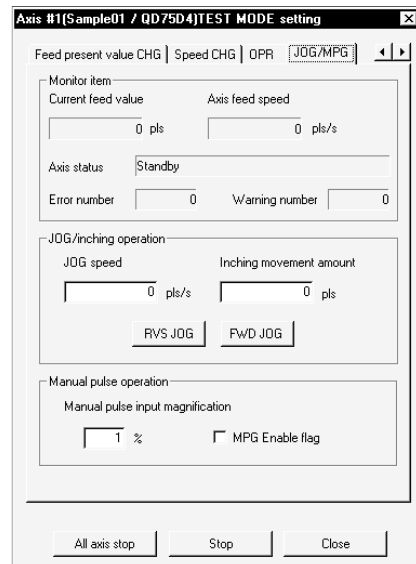 Axis #1(Sample01 / QD75D4)TEST MODE setting
Feed present value CHG Speed CHG OPR JOG/MPG
Monitor item
Current feed value Axis feed speed
0 pls 0 pls/s
Axis status Standby
Error number 0 Warning number 0
JOG/inching operation
JOG speed Inching movement amount
0 pls/s 0 pls
RVS JOG FWD JOG
Manual pulse operation
Manual pulse input magnification
1 % MPG Enable flag
All axis stop Stop Close